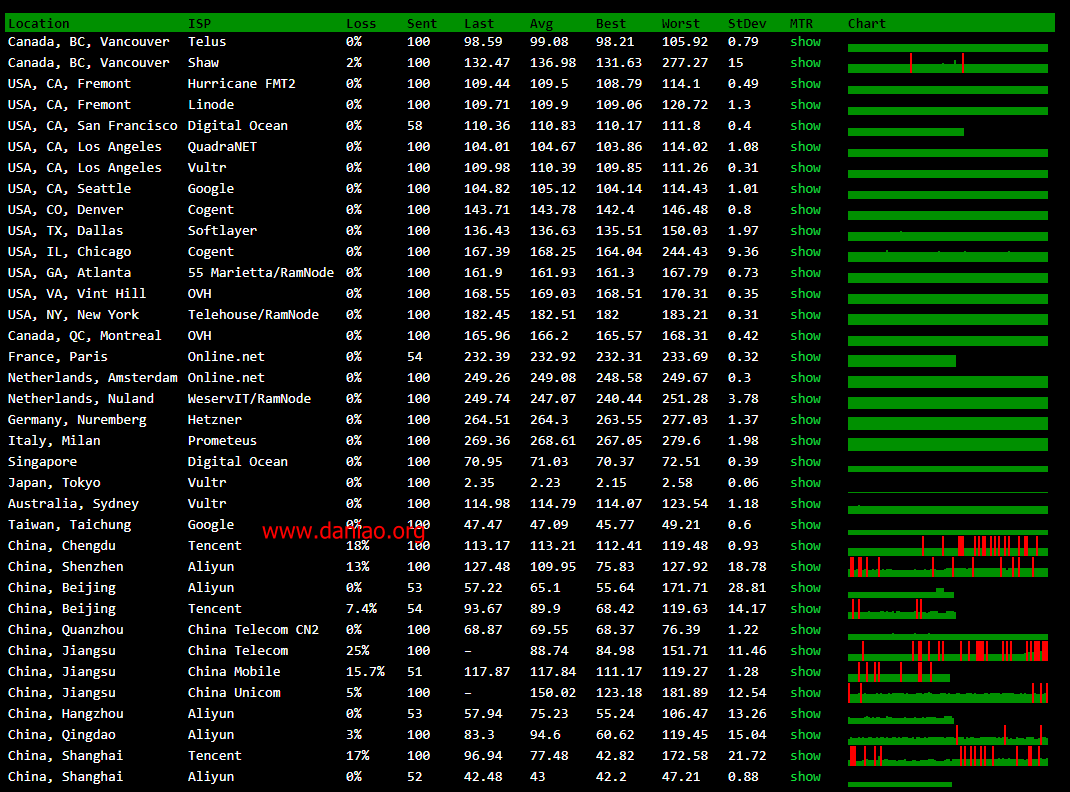 Location ISP Loss Sent Last Avg Best Worst StDev MTR Chart
Canada, BC, Vancouver Telus 0% 100 98.59 99.08 98.21 105.92 0.79 show
Canada, BC, Vancouver Shaw 2% 100 132.47 136.98 131.63 277.27 15 show
USA, CA, Fremont Hurricane FMT2 0% 100 109.44 109.5 108.79 114.1 0.49 show
USA, CA, Fremont Linode 0% 100 109.71 109.9 109.06 120.72 1.3 show
USA, CA, San Francisco Digital Ocean 0% 58 110.36 110.83 110.17 111.8 0.4 show
USA, CA, Los Angeles QuadraNET 0% 100 104.01 104.67 103.86 114.02 1.08 show
USA, CA, Los Angeles Vultr 0% 100 109.98 110.39 109.85 111.26 0.31 show
USA, CA, Seattle Google 0% 100 104.82 105.12 104.14 114.43 1.01 show
USA, CO, Denver Cogent 0% 100 143.71 143.78 142.4 146.48 0.8 show
USA, TX, Dallas Softlayer 0% 100 136.43 136.63 135.51 150.03 1.97 show
USA, IL, Chicago Cogent 0% 100 167.39 168.25 164.04 244.43 9.36 show
USA, GA, Atlanta 55 Marietta/RamNode 0% 100 161.9 161.93 161.3 167.79 0.73 show
USA, VA, Vint Hill OVH 0% 100 168.55 169.03 168.51 170.31 0.35 show
USA, NY, New York Telehouse/RamNode 0% 100 182.45 182.51 182 183.21 0.31 show
Canada, QC, Montreal OVH 0% 100 165.96 166.2 165.57 168.31 0.42 show
France, Paris Online.net 0% 54 232.39 232.92 232.31 233.69 0.32 show
Netherlands, Amsterdam Online.net 0% 100 249.26 249.08 248.58 249.67 0.3 show
Netherlands, Nuland WeservIT/RamNode 0% 100 249.74 247.07 240.44 251.28 3.78 show
Germany, Nuremberg Hetzner 0% 100 264.51 264.3 263.55 277.03 1.37 show
Italy, Milan Prometeus 0% 100 269.36 268.61 267.05 279.6 1.98 show
Singapore Digital Ocean 0% 100 70.95 71.03 70.37 72.51 0.39 show
Japan, Tokyo Vultr 0% 100 2.35 2.23 2.15 2.58 0.06 show
Australia, Sydney Vultr 0% 100 114.98 114.79 114.07 123.54 1.18 show
Taiwan, Taichung Google 0% 100 47.47 47.09 45.77 49.21 0.6 show
www.daniao.org
China, Chengdu Tencent 18% 100 113.17 113.21 112.41 119.48 0.93 show
China, Shenzhen Aliyun 13% 100 127.48 109.95 75.83 127.92 18.78 show
China, Beijing Aliyun 0% 53 57.22 65.1 55.64 171.71 28.81 show
China, Beijing Tencent 7.4% 54 93.67 89.9 68.42 119.63 14.17 show
China, Quanzhou China Telecom CN2 0% 100 68.87 69.55 68.37 76.39 1.22 show
China, Jiangsu China Telecom 25% 100 – 88.74 84.98 151.71 11.46 show
China, Jiangsu China Mobile 15.7% 51 117.87 117.84 111.17 119.27 1.28 show
China, Jiangsu China Unicom 5% 100 – 150.02 123.18 181.89 12.54 show
China, Hangzhou Aliyun 0% 53 57.94 75.23 55.24 106.47 13.26 show
China, Qingdao Aliyun 3% 100 83.3 94.6 60.62 119.45 15.04 show
China, Shanghai Tencent 17% 100 96.94 77.48 42.82 172.58 21.72 show
China, Shanghai Aliyun 0% 52 42.48 43 42.2 47.21 0.88 show